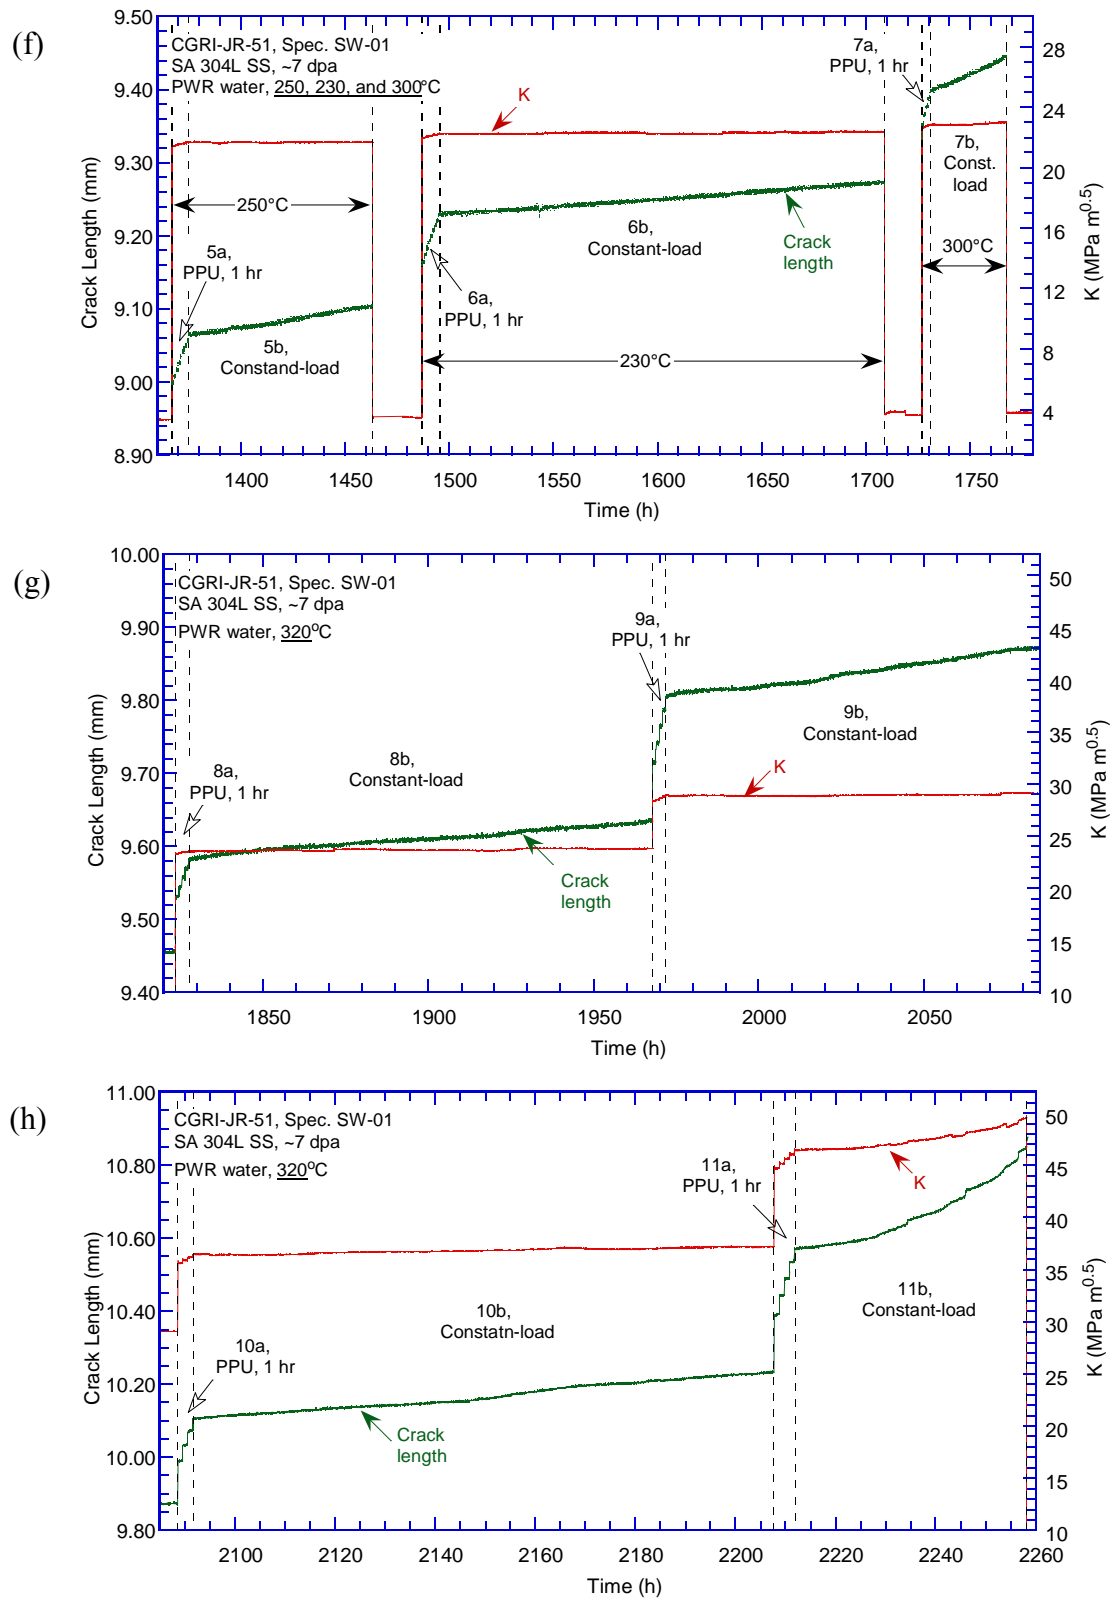 (f)
9.50
9.40
9.30
9.20
9.10
9.00
8.90
Crack Length (mm)
CGRI-JR-51, Spec. SW-01
SA 304L SS, ~7 dpa
PWR water, 250, 230, and 300°C
K
7a,
PPU, 1 hr
7b,
Const.
load
250°C
5a,
PPU, 1 hr
5b,
Constand-load
6a,
PPU, 1 hr
6b,
Constant-load
Crack
length
300°C
230°C
28
24
20
16
12
8
4
K (MPa m0.5)
1400
1450
1500
1550
1600
1650
1700
1750
Time (h)
(g)
10.00
9.90
9.80
9.70
9.60
9.50
9.40
Crack Length (mm)
CGRI-JR-51, Spec. SW-01
SA 304L SS, ~7 dpa
PWR water, 320oC
8a,
PPU, 1 hr
8b,
Constant-load
9a,
PPU, 1 hr
9b,
Constant-load
K
Crack
length
50
45
40
35
30
25
20
15
10
K (MPa m0.5)
1850
1900
1950
2000
2050
Time (h)
(h)
11.00
10.80
10.60
10.40
10.20
10.00
9.80
Crack Length (mm)
CGRI-JR-51, Spec. SW-01
SA 304L SS, ~7 dpa
PWR water, 320oC
11a,
PPU, 1 hr
K
10a,
PPU, 1 hr
10b,
Constatn-load
11b,
Constant-load
Crack
length
50
45
40
35
30
25
20
15
10
K (MPa m0.5)
2100
2120
2140
2160
2180
2200
2220
2240
2260
Time (h)